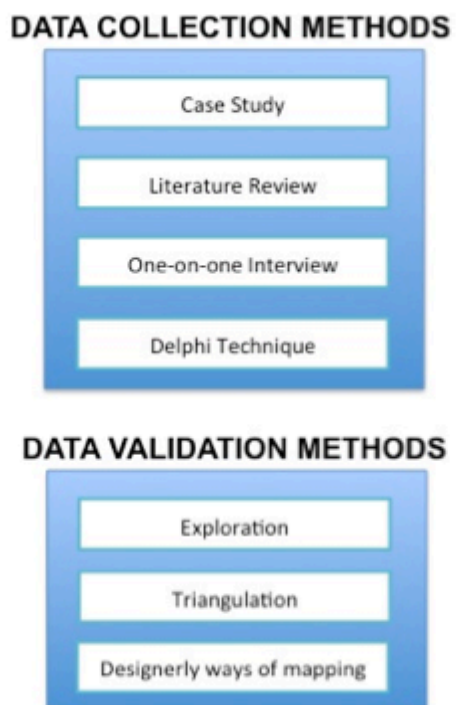 DATA COLLECTION METHODS
Case Study
Literature Review
One-on-one Interview
Delphi Technique
DATA VALIDATION METHODS
Exploration
Triangulation
Designerly ways of mapping